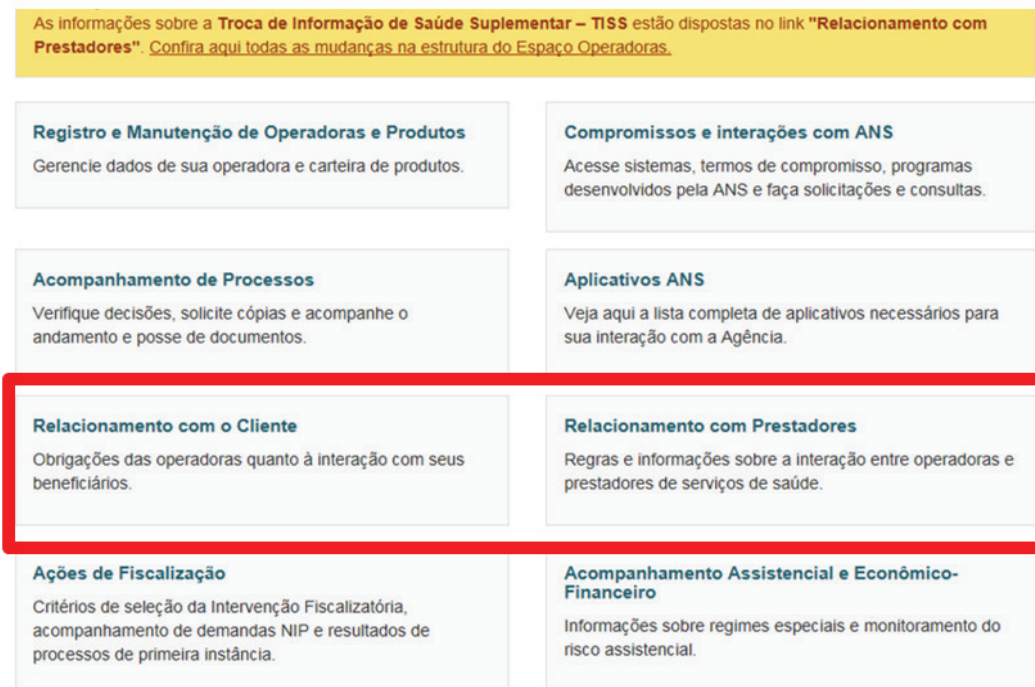 As informações sobre a Troca de Informação de Saúde Suplementar – TISS estão dispostas no link "Relacionamento com
Prestadores". Confira aqui todas as mudanças na estrutura do Espaço Operadoras.
Registro e Manutenção de Operadoras e Produtos
Gerencie dados de sua operadora e carteira de produtos.
Compromissos e interações com ANS
Acesse sistemas, termos de compromisso, programas
desenvolvidos pela ANS e faça solicitações e consultas.
Acompanhamento de Processos
Verifique decisões, solicite cópias e acompanhe o
andamento e posse de documentos.
Aplicativos ANS
Veja aqui a lista completa de aplicativos necessários para
sua interação com a Agência.
Relacionamento com o Cliente
Obrigações das operadoras quanto à interação com seus
beneficiários.
Relacionamento com Prestadores
Regras e informações sobre a interação entre operadoras e
prestadores de serviços de saúde.
Ações de Fiscalização
Critérios de seleção da Intervenção Fiscalizatória,
acompanhamento de demandas NIP e resultados de
processos de primeira instância.
Acompanhamento Assistencial e Econômico-
Financeiro
Informações sobre regimes especiais e monitoramento do
risco assistencial.